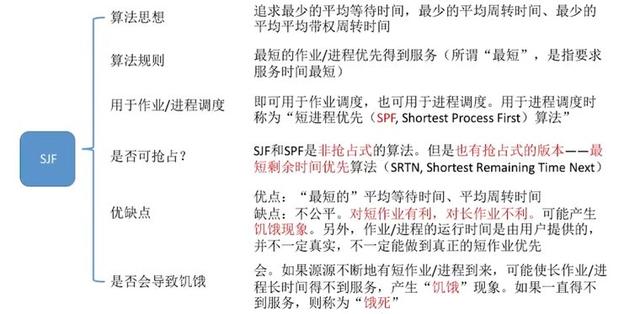 SJF
算法思想
追求最少的平均等待时间，最少的平均周转时间、最少的
平均平均带权周转时间
算法规则
最短的作业/进程优先得到服务（所谓“最短”，是指要求
服务时间最短）
用于作业/进程调度
即可用于作业调度，也可用于进程调度。用于进程调度时
称为“短进程优先（SPF, Shortest Process First）算法”
是否可抢占？
SJF和SPF是非抢占式的算法。但是也有抢占式的版本——最
短剩余时间优先算法（SRTN, Shortest Remaining Time Next）
优缺点
优点：“最短的”平均等待时间、平均周转时间
缺点：不公平。对短作业有利，对长作业不利。可能产生
饥饿现象。另外，作业/进程的运行时间是由用户提供的，
并不一定真实，不一定能做到真正的短作业优先
是否会导致饥饿
会。如果源源不断地有短作业/进程到来，可能使长作业/进
程长时间得不到服务，产生“饥饿”现象。如果一直得不
到服务，则称为“饿死”